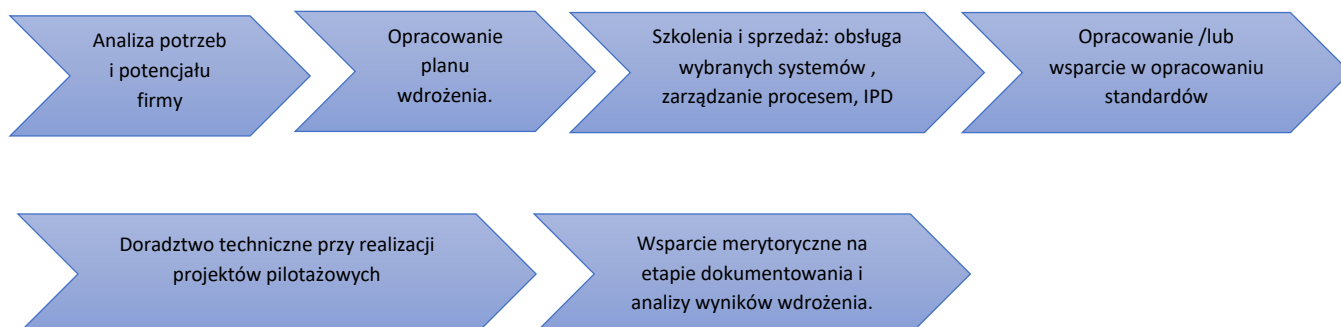 Analiza potrzeb
i potencjału
firmy
Opracowanie
planu
wdrożenia.
Szkolenia i sprzedaż: obsługa
wybranych systemów ,
zarządzanie procesem, IPD
Opracowanie /lub
wsparcie w opracowaniu
standardów
Doradztwo techniczne przy realizacji
projektów pilotażowych
Wsparcie merytoryczne na
etapie dokumentowania i
analizy wyników wdrożenia.